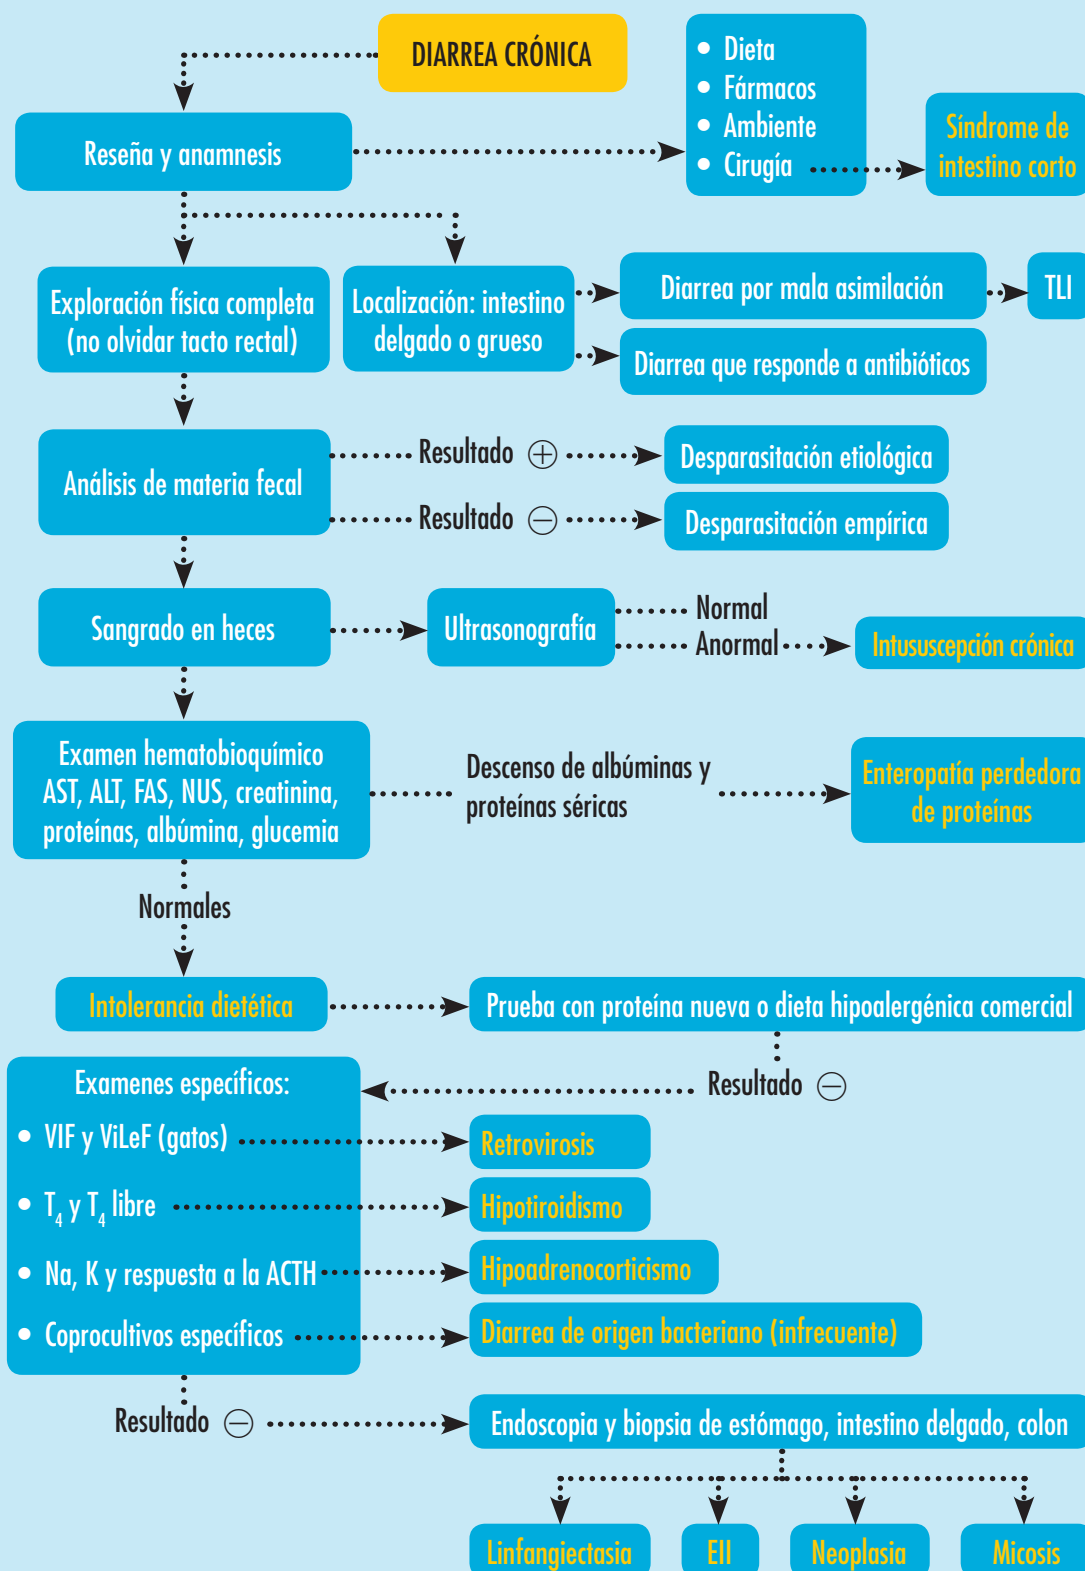 DIARREA CRÓNICA
• Dieta
• Fármacos
• Ambiente
• Cirugía
Síndrome de
intestino corto
Reseña y anamnesis
Exploración física completa
(no olvidar tacto rectal)
Localización: intestino
delgado o grueso
Diarrea por mala asimilación
TLI
Diarrea que responde a antibióticos
Análisis de materia fecal
Resultado ⊕
Desparasitación etiológica
Resultado ⊖
Desparasitación empírica
Sangrado en heces
Ultrasonografía
Normal
Anormal
Intususcepción crónica
Examen hematobioquímico
AST, ALT, FAS, NUS, creatinina,
proteínas, albúmina, glucemia
Descenso de albúminas y
proteínas séricas
Enteropatía perdedora
de proteínas
Normales
Intolerancia dietética
Prueba con proteína nueva o dieta hipoalergénica comercial
Resultado ⊖
Examenes específicos:
• VIF y ViLeF (gatos)
Retrovirosis
• T₄ y T₄ libre
Hipotiroidismo
• Na, K y respuesta a la ACTH
Hipoadrenocorticismo
• Coprocultivos específicos
Diarrea de origen bacteriano (infrecuente)
Resultado ⊖
Endoscopia y biopsia de estómago, intestino delgado, colon
Linfangiectasia
EII
Neoplasia
Micosis